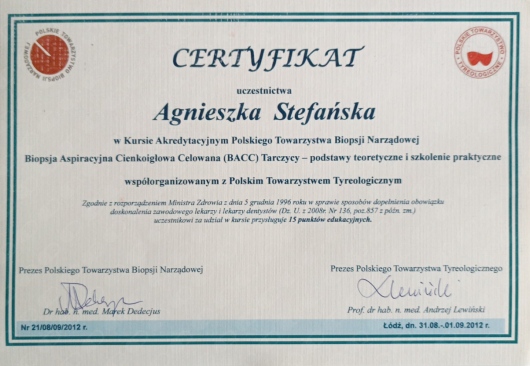 POLSKIE TOWARZYSTWO BIOPSJI NARZĄDOWEJ
POLSKIE TOWARZYSTWO TYREOLOGICZNE
CERTYFIKAT
uczestnictwa
Agnieszka Stefańska
w Kursie Akredytacyjnym Polskiego Towarzystwa Biopsji Narządowej
Biopsja Aspiracyjna Cienkoigłowa Celowana (BACC) Tarczycy – podstawy teoretyczne i szkolenie praktyczne
współorganizowanym z Polskim Towarzystwem Tyreologicznym
Zgodnie z rozporządzeniem Ministra Zdrowia z dnia 5 grudnia 1996 roku w sprawie sposobów dopełnienia obowiązku
doskonalenia zawodowego lekarzy i lekarzy dentystów (Dz. U. z 2008r. Nr 136, poz.857 z późn. zm.)
uczestnikowi za udział w kursie przysługuje 15 punktów edukacyjnych.
Prezes Polskiego Towarzystwa Biopsji Narządowej
Prezes Polskiego Towarzystwa Tyreologicznego
Dr hab. n. med. Marek Dedecjus
Prof. dr hab. n. med. Andrzej Lewiński
Nr 21/08/09/2012 r.
Łódź, dn. 31.08.-01.09.2012 r.